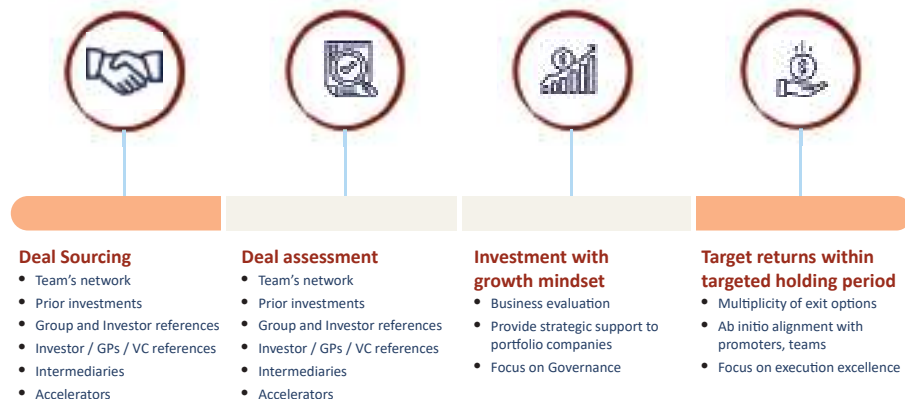 Deal Sourcing
• Team's network
• Prior investments
• Group and Investor references
• Investor / GPs / VC references
• Intermediaries
• Accelerators
Deal assessment
• Team's network
• Prior investments
• Group and Investor references
• Investor / GPs / VC references
• Intermediaries
• Accelerators
Investment with
growth mindset
• Business evaluation
• Provide strategic support to
portfolio companies
• Focus on Governance
Target returns within
targeted holding period
• Multiplicity of exit options
• Ab initio alignment with
promoters, teams
• Focus on execution excellence